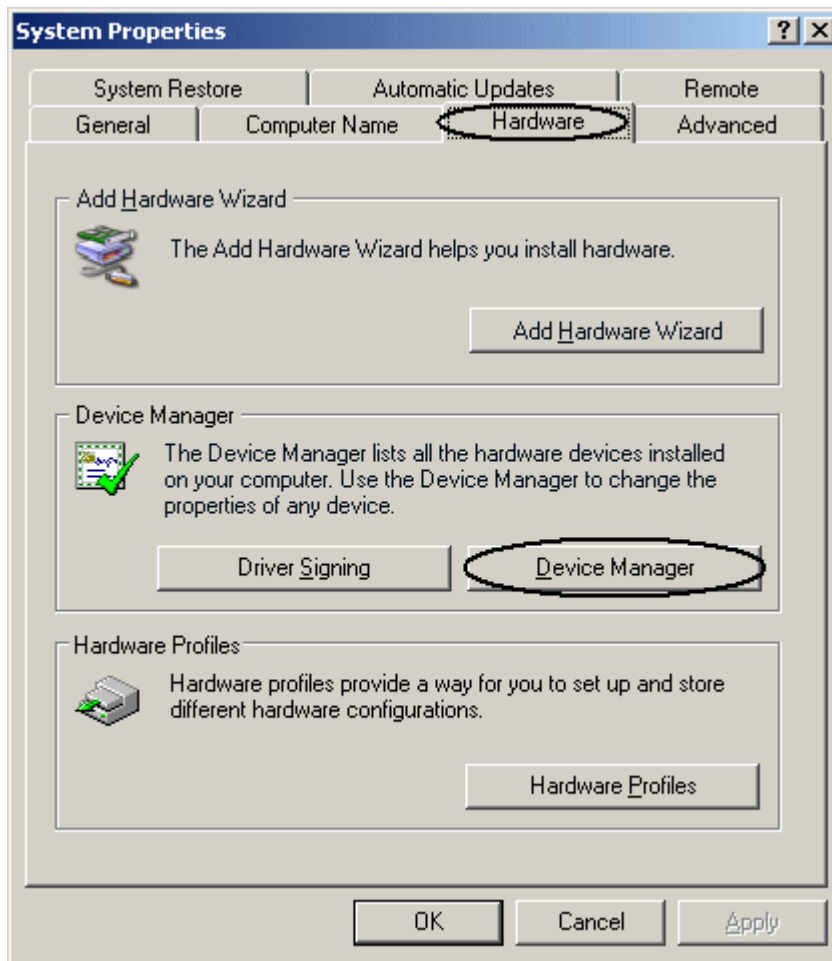 System Properties
System Restore Automatic Updates Remote
General Computer Name Hardware Advanced
Add Hardware Wizard
The Add Hardware Wizard helps you install hardware.
Add Hardware Wizard
Device Manager
The Device Manager lists all the hardware devices installed
on your computer. Use the Device Manager to change the
properties of any device.
Driver Signing Device Manager
Hardware Profiles
Hardware profiles provide a way for you to set up and store
different hardware configurations.
Hardware Profiles
OK Cancel Apply